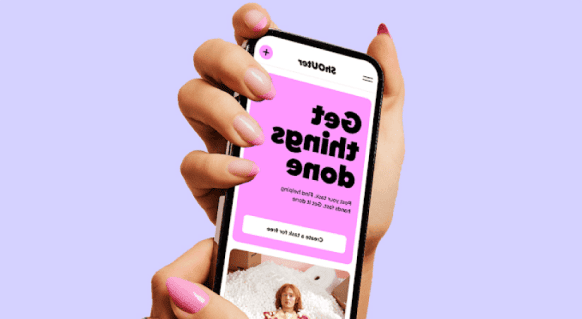 ShOUter
Get
things
done
Post your task. Find helping
hands fast. Get it done
Create a task for free